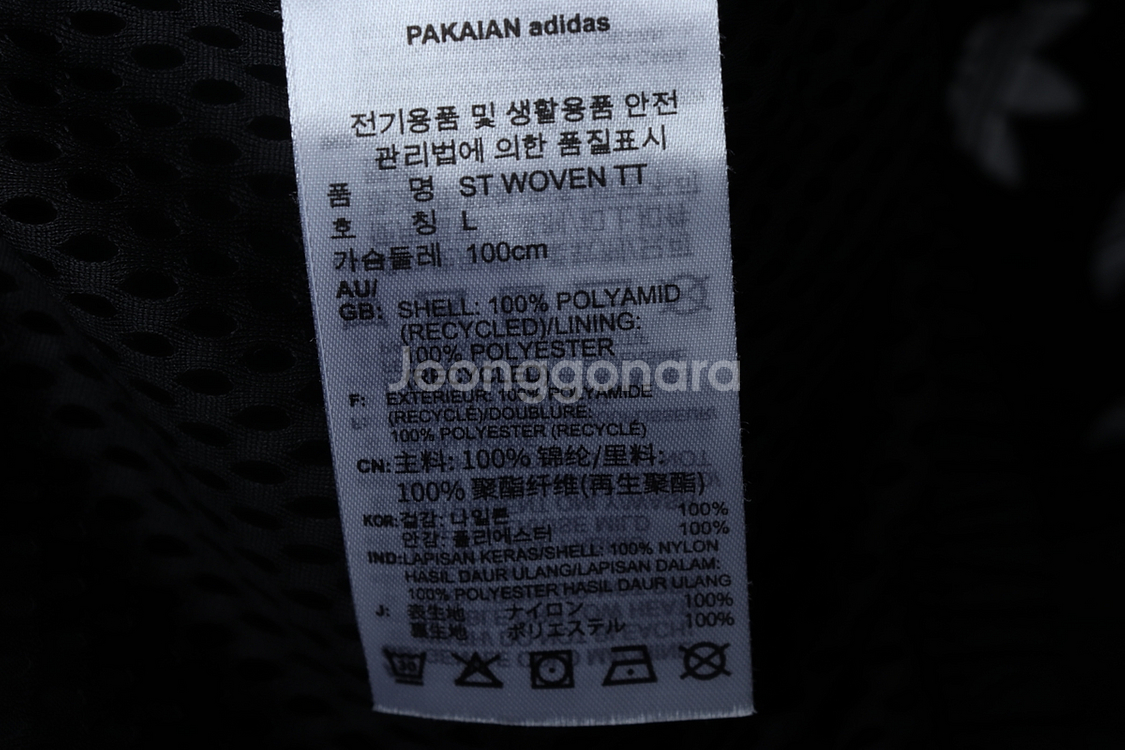 PAKAIAN adidas
전기용품 및 생활용품 안전
관리법에 의한 품질표시
품 명 ST WOVEN TT
호 칭 L
가슴둘레 100cm
AU/
GB: SHELL: 100% POLYAMID
(RECYCLED)/LINING:
100% POLYESTER
(RECYCLED)
Joonggonara
F: EXTERIEUR: 100% POLYAMIDE
(RECYCLÉ)/DOUBLURE:
100% POLYESTER (RECYCLÉ)
CN: 主料: 100% 锦纶/里料:
100% 聚酯纤维(再生聚酯)
KOR: 겉감: 나일론 100%
안감: 폴리에스터 100%
IND: LAPISAN KERAS/SHELL: 100% NYLON
HASIL DAUR ULANG/LAPISAN DALAM:
100% POLYESTER HASIL DAUR ULANG
J: 表生地 ナイロン 100%
裏生地 ポリエステル 100%
30